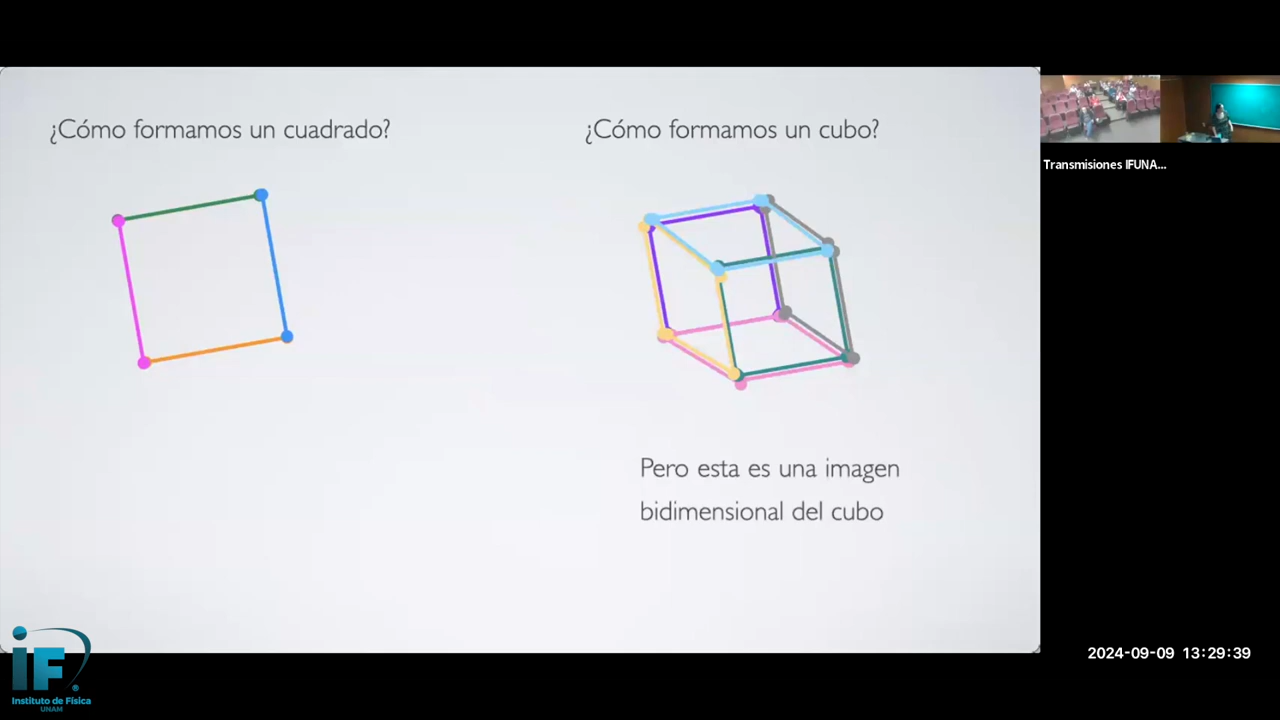 ¿Cómo formamos un cuadrado?
¿Cómo formamos un cubo?
Pero esta es una imagen
bidimensional del cubo
Transmisiones IFUNA...
2024-09-09 13:29:39
iF
Instituto de Física
UNAM